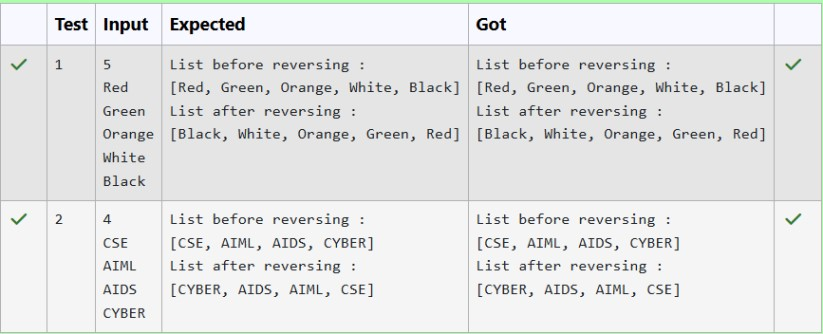 Test Input Expected Got
1 5 List before reversing : List before reversing :
Red [Red, Green, Orange, White, Black] [Red, Green, Orange, White, Black]
Green List after reversing : List after reversing :
Orange [Black, White, Orange, Green, Red] [Black, White, Orange, Green, Red]
White
Black
2 4 List before reversing : List before reversing :
CSE [CSE, AIML, AIDS, CYBER] [CSE, AIML, AIDS, CYBER]
AIML List after reversing : List after reversing :
AIDS [CYBER, AIDS, AIML, CSE] [CYBER, AIDS, AIML, CSE]
CYBER